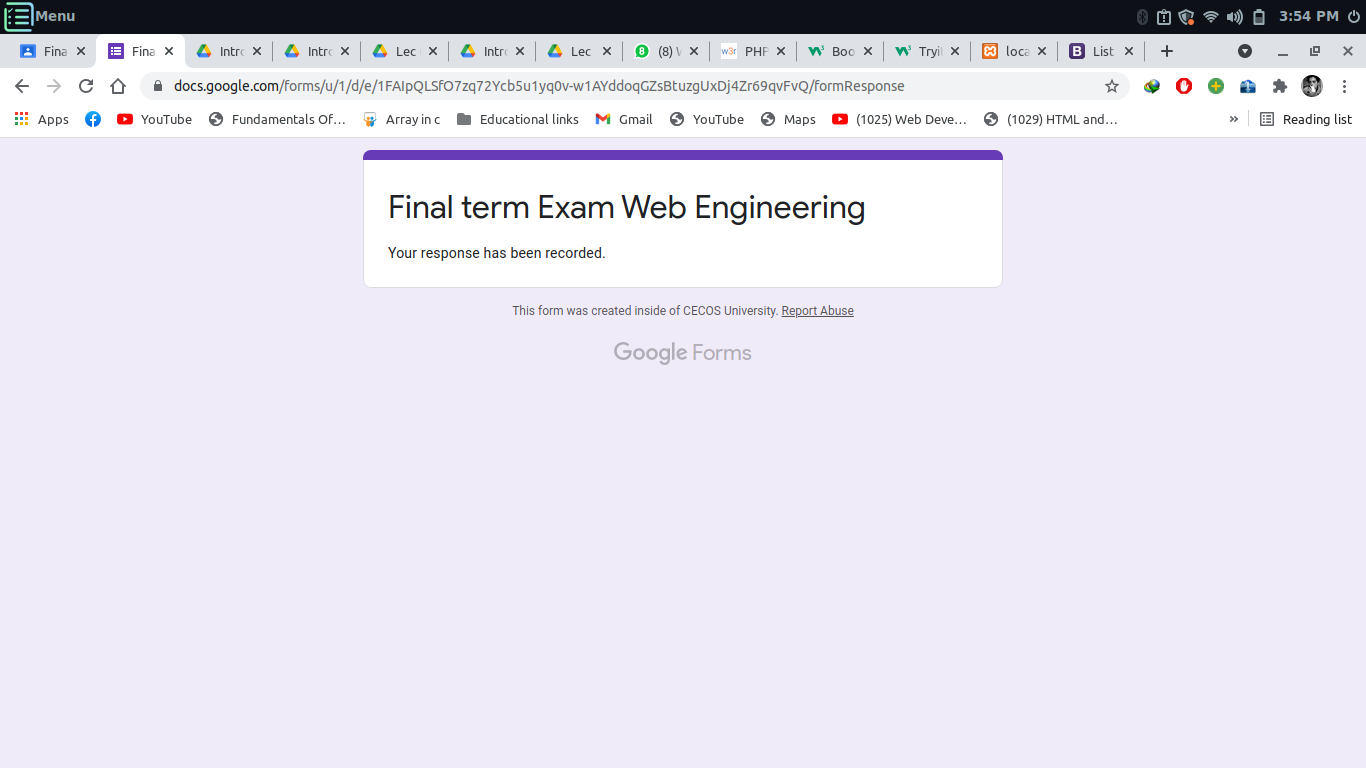 Menu
3:54 PM
Fina
Fina
Intro
Intro
Lec
Intro
Lec
8
(8) W
w3r
PHP
Boo
Tryi
loca
B
List
docs.google.com/forms/u/1/d/e/1FAIpQLSfO7zq72Ycb5u1yq0v-w1AYddoqGZsBtuzgUxDj4Zr69qvFvQ/formResponse
Apps
YouTube
Fundamentals Of…
Array in c
Educational links
Gmail
YouTube
Maps
(1025) Web Deve…
(1029) HTML and…
»
Reading list
Final term Exam Web Engineering
Your response has been recorded.
This form was created inside of CECOS University. Report Abuse
Google Forms